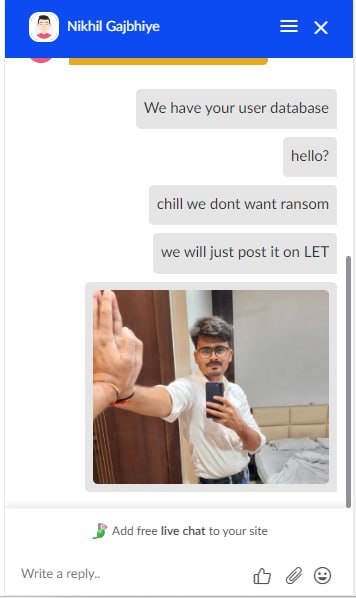 Nikhil Gajbhiye
We have your user database
hello?
chill we dont want ransom
we will just post it on LET
Add free live chat to your site
Write a reply..